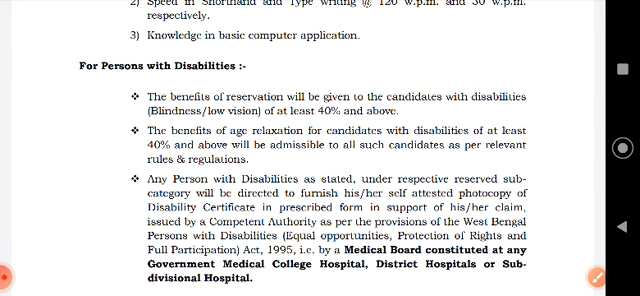 2) Speed in Shorthand and Type writing @ 120 w.p.m. and 30 w.p.m.
respectively.
3) Knowledge in basic computer application.
For Persons with Disabilities :-
❖ The benefits of reservation will be given to the candidates with disabilities
(Blindness/low vision) of at least 40% and above.
❖ The benefits of age relaxation for candidates with disabilities of at least
40% and above will be admissible to all such candidates as per relevant
rules & regulations.
❖ Any Person with Disabilities as stated, under respective reserved sub-
category will be directed to furnish his/her self attested photocopy of
Disability Certificate in prescribed form in support of his/her claim,
issued by a Competent Authority as per the provisions of the West Bengal
Persons with Disabilities (Equal opportunities, Protection of Rights and
Full Participation) Act, 1995, i.e. by a Medical Board constituted at any
Government Medical College Hospital, District Hospitals or Sub-
divisional Hospital.